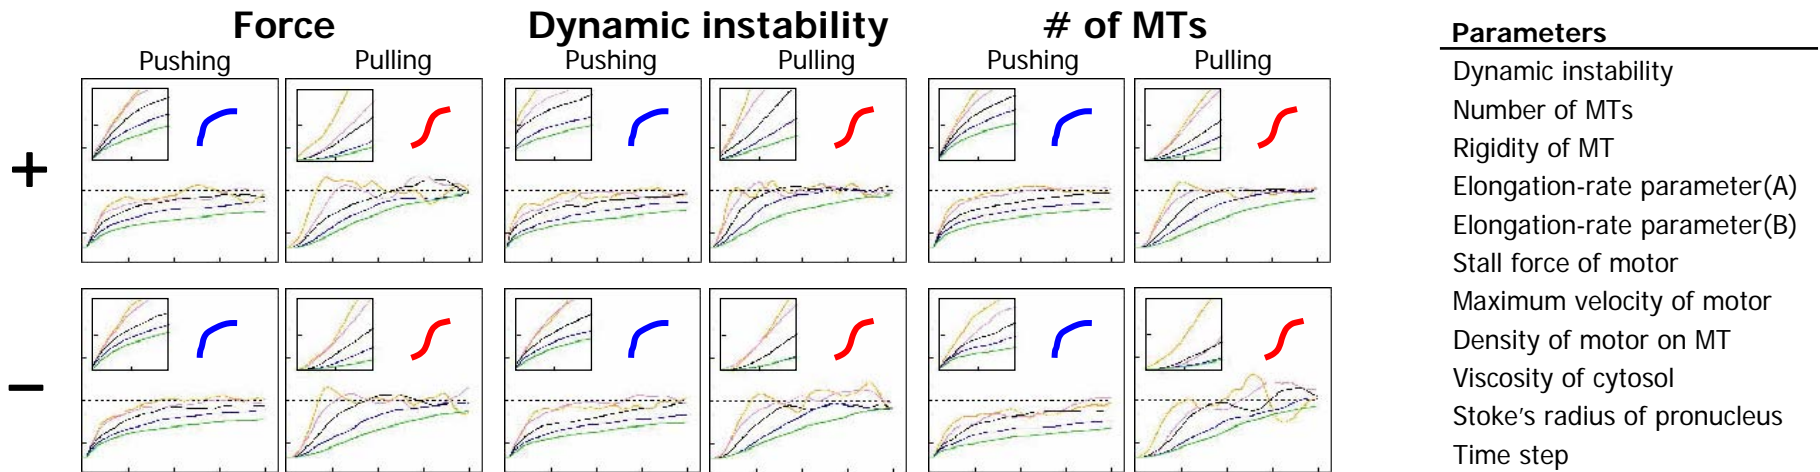 Force Dynamic instability # of MTs
Pushing Pulling Pushing Pulling Pushing Pulling
+
−
Parameters
Dynamic instability
Number of MTs
Rigidity of MT
Elongation-rate parameter(A)
Elongation-rate parameter(B)
Stall force of motor
Maximum velocity of motor
Density of motor on MT
Viscosity of cytosol
Stoke's radius of pronucleus
Time step